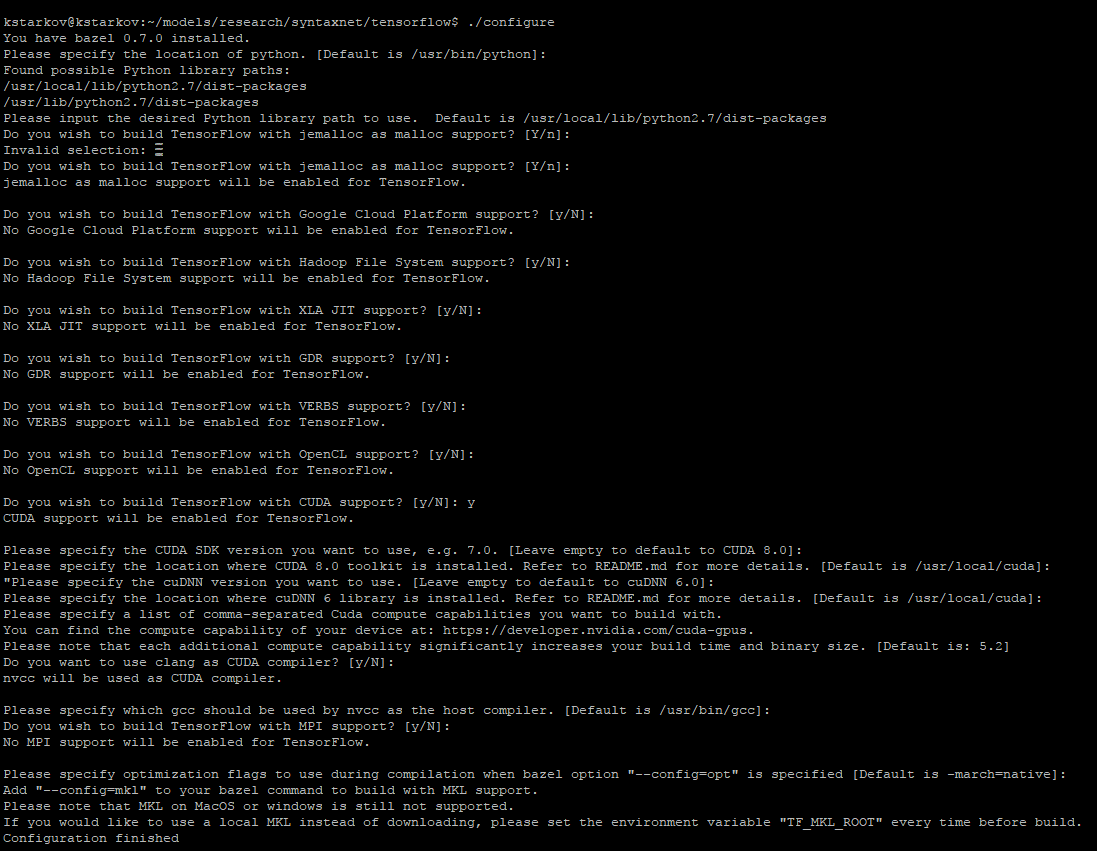 kstarkov@kstarkov:~/models/research/syntaxnet/tensorflow$ ./configure
You have bazel 0.7.0 installed.
Please specify the location of python. [Default is /usr/bin/python]:
Found possible Python library paths:
/usr/local/lib/python2.7/dist-packages
/usr/lib/python2.7/dist-packages
Please input the desired Python library path to use.  Default is /usr/local/lib/python2.7/dist-packages
Do you wish to build TensorFlow with jemalloc as malloc support? [Y/n]:
Invalid selection:
Do you wish to build TensorFlow with jemalloc as malloc support? [Y/n]:
jemalloc as malloc support will be enabled for TensorFlow.

Do you wish to build TensorFlow with Google Cloud Platform support? [y/N]:
No Google Cloud Platform support will be enabled for TensorFlow.

Do you wish to build TensorFlow with Hadoop File System support? [y/N]:
No Hadoop File System support will be enabled for TensorFlow.

Do you wish to build TensorFlow with XLA JIT support? [y/N]:
No XLA JIT support will be enabled for TensorFlow.

Do you wish to build TensorFlow with GDR support? [y/N]:
No GDR support will be enabled for TensorFlow.

Do you wish to build TensorFlow with VERBS support? [y/N]:
No VERBS support will be enabled for TensorFlow.

Do you wish to build TensorFlow with OpenCL support? [y/N]:
No OpenCL support will be enabled for TensorFlow.

Do you wish to build TensorFlow with CUDA support? [y/N]: y
CUDA support will be enabled for TensorFlow.

Please specify the CUDA SDK version you want to use, e.g. 7.0. [Leave empty to default to CUDA 8.0]:
Please specify the location where CUDA 8.0 toolkit is installed. Refer to README.md for more details. [Default is /usr/local/cuda]:
"Please specify the cuDNN version you want to use. [Leave empty to default to cuDNN 6.0]:
Please specify the location where cuDNN 6 library is installed. Refer to README.md for more details. [Default is /usr/local/cuda]:
Please specify a list of comma-separated Cuda compute capabilities you want to build with.
You can find the compute capability of your device at: https://developer.nvidia.com/cuda-gpus.
Please note that each additional compute capability significantly increases your build time and binary size. [Default is: 5.2]
Do you want to use clang as CUDA compiler? [y/N]:
nvcc will be used as CUDA compiler.

Please specify which gcc should be used by nvcc as the host compiler. [Default is /usr/bin/gcc]:
Do you wish to build TensorFlow with MPI support? [y/N]:
No MPI support will be enabled for TensorFlow.

Please specify optimization flags to use during compilation when bazel option "--config=opt" is specified [Default is -march=native]:
Add "--config=mkl" to your bazel command to build with MKL support.
Please note that MKL on MacOS or windows is still not supported.
If you would like to use a local MKL instead of downloading, please set the environment variable "TF_MKL_ROOT" every time before build.
Configuration finished